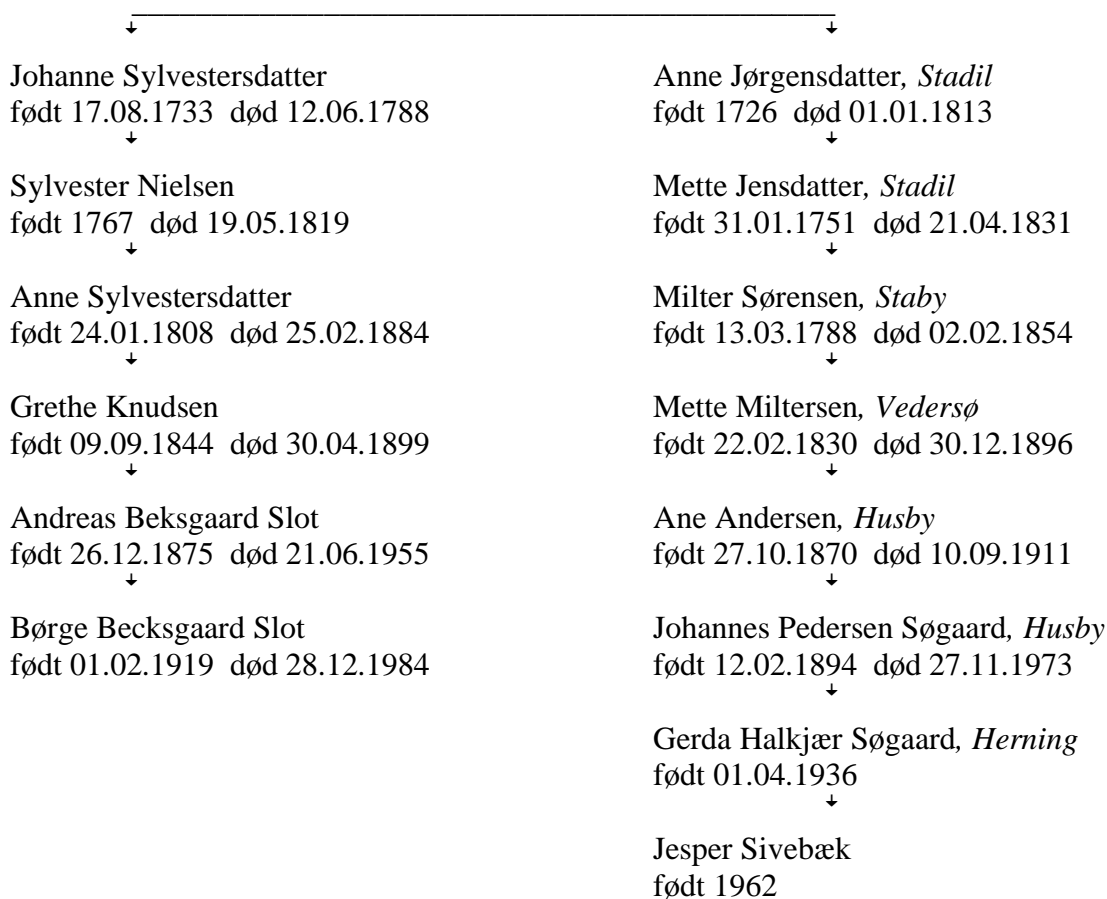 Johanne Sylvestersdatter
født 17.08.1733 død 12.06.1788
Sylvester Nielsen
født 1767 død 19.05.1819
Anne Sylvestersdatter
født 24.01.1808 død 25.02.1884
Grethe Knudsen
født 09.09.1844 død 30.04.1899
Andreas Beksgaard Slot
født 26.12.1875 død 21.06.1955
Børge Becksgaard Slot
født 01.02.1919 død 28.12.1984
Anne Jørgensdatter, Stadil
født 1726 død 01.01.1813
Mette Jensdatter, Stadil
født 31.01.1751 død 21.04.1831
Milter Sørensen, Staby
født 13.03.1788 død 02.02.1854
Mette Miltersen, Vedersø
født 22.02.1830 død 30.12.1896
Ane Andersen, Husby
født 27.10.1870 død 10.09.1911
Johannes Pedersen Søgaard, Husby
født 12.02.1894 død 27.11.1973
Gerda Halkjær Søgaard, Herning
født 01.04.1936
Jesper Sivebæk
født 1962